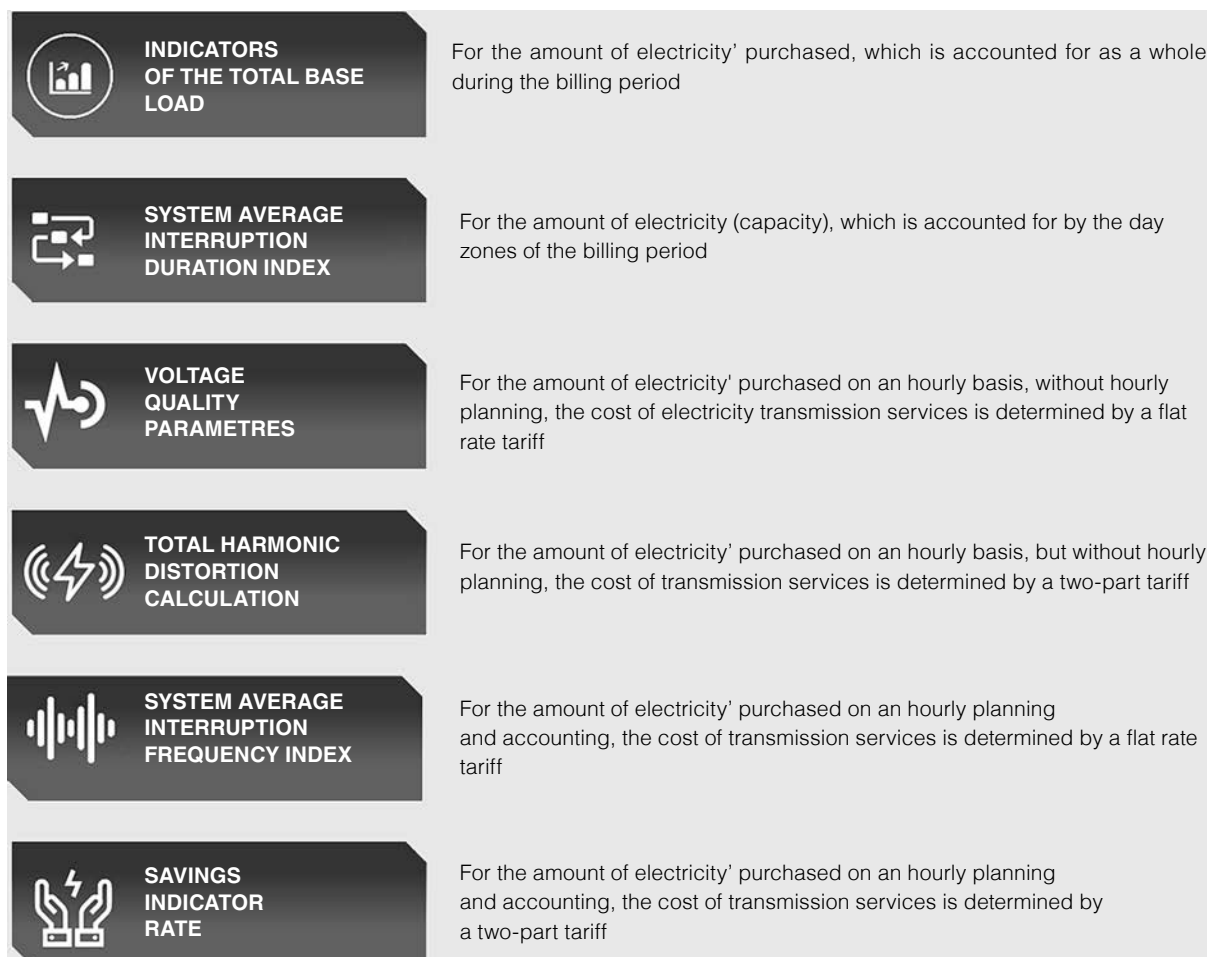 INDICATORS
OF THE TOTAL BASE
LOAD
For the amount of electricity’ purchased, which is accounted for as a whole
during the billing period
SYSTEM AVERAGE
INTERRUPTION
DURATION INDEX
For the amount of electricity (capacity), which is accounted for by the day
zones of the billing period
VOLTAGE
QUALITY
PARAMETRES
For the amount of electricity' purchased on an hourly basis, without hourly
planning, the cost of electricity transmission services is determined by a flat
rate tariff
TOTAL HARMONIC
DISTORTION
CALCULATION
For the amount of electricity’ purchased on an hourly basis, but without hourly
planning, the cost of transmission services is determined by a two-part tariff
SYSTEM AVERAGE
INTERRUPTION
FREQUENCY INDEX
For the amount of electricity’ purchased on an hourly planning
and accounting, the cost of transmission services is determined by a flat rate
tariff
SAVINGS
INDICATOR
RATE
For the amount of electricity’ purchased on an hourly planning
and accounting, the cost of transmission services is determined by
a two-part tariff